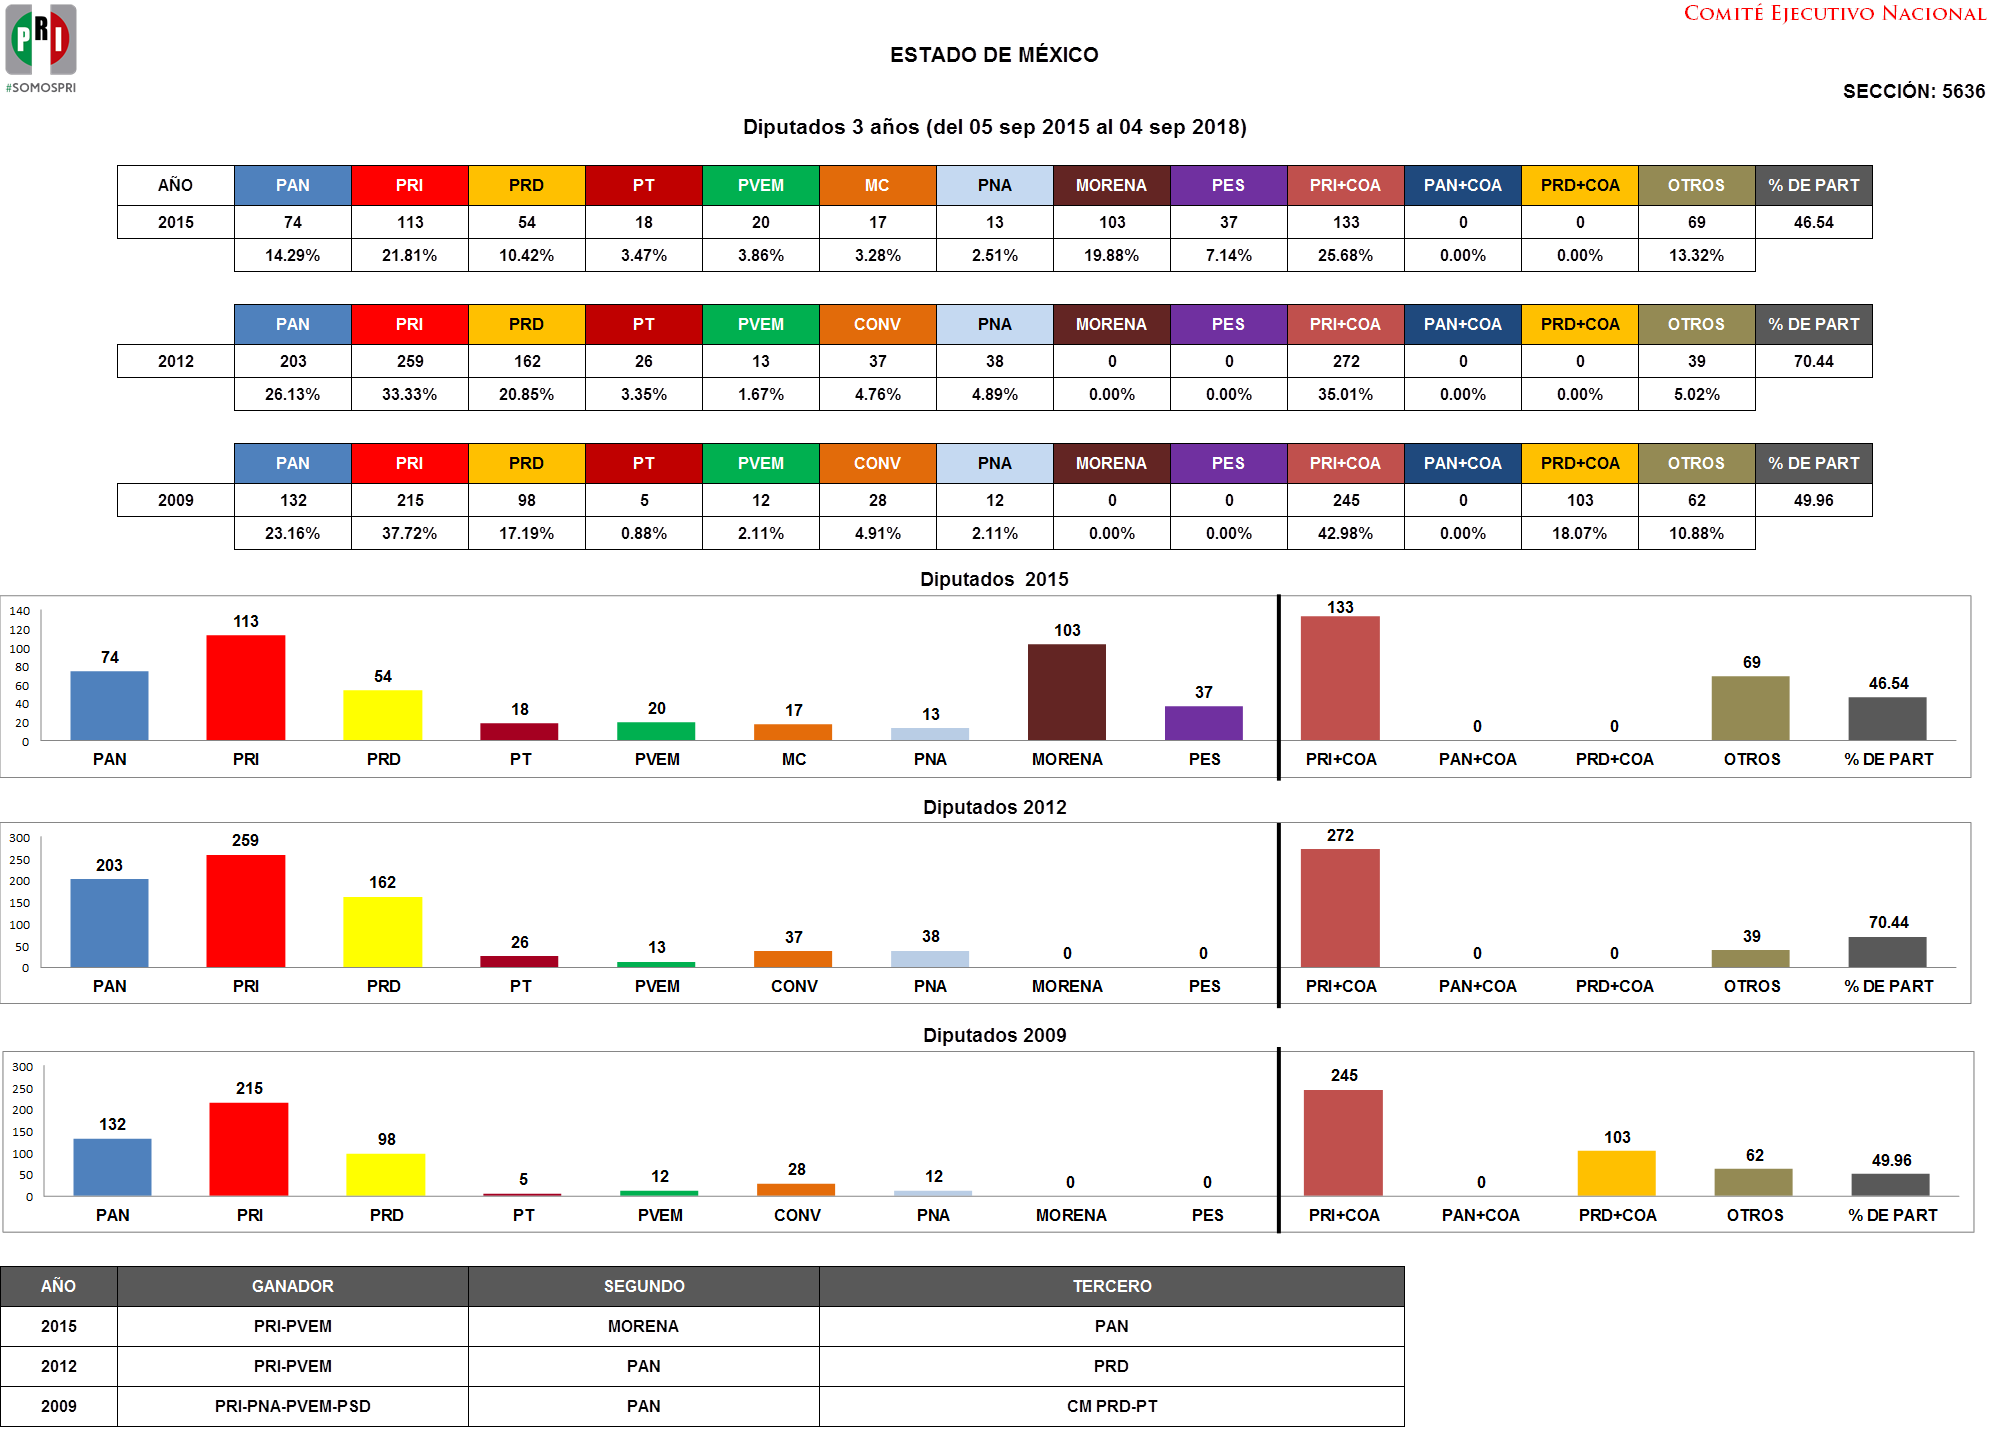 PRI
#SOMOSPRI
COMITÉ EJECUTIVO NACIONAL
ESTADO DE MÉXICO
SECCIÓN: 5636
Diputados 3 años (del 05 sep 2015 al 04 sep 2018)
AÑO PAN PRI PRD PT PVEM MC PNA MORENA PES PRI+COA PAN+COA PRD+COA OTROS % DE PART
2015 74 113 54 18 20 17 13 103 37 133 0 0 69 46.54
14.29% 21.81% 10.42% 3.47% 3.86% 3.28% 2.51% 19.88% 7.14% 25.68% 0.00% 0.00% 13.32%
PAN PRI PRD PT PVEM CONV PNA MORENA PES PRI+COA PAN+COA PRD+COA OTROS % DE PART
2012 203 259 162 26 13 37 38 0 0 272 0 0 39 70.44
26.13% 33.33% 20.85% 3.35% 1.67% 4.76% 4.89% 0.00% 0.00% 35.01% 0.00% 0.00% 5.02%
PAN PRI PRD PT PVEM CONV PNA MORENA PES PRI+COA PAN+COA PRD+COA OTROS % DE PART
2009 132 215 98 5 12 28 12 0 0 245 0 103 62 49.96
23.16% 37.72% 17.19% 0.88% 2.11% 4.91% 2.11% 0.00% 0.00% 42.98% 0.00% 18.07% 10.88%
Diputados 2015
140
120
100
80
60
40
20
0
74 113 54 18 20 17 13 103 37 133 0 0 69 46.54
PAN PRI PRD PT PVEM MC PNA MORENA PES PRI+COA PAN+COA PRD+COA OTROS % DE PART
Diputados 2012
300
250
200
150
100
50
0
203 259 162 26 13 37 38 0 0 272 0 0 39 70.44
PAN PRI PRD PT PVEM CONV PNA MORENA PES PRI+COA PAN+COA PRD+COA OTROS % DE PART
Diputados 2009
300
250
200
150
100
50
0
132 215 98 5 12 28 12 0 0 245 0 103 62 49.96
PAN PRI PRD PT PVEM CONV PNA MORENA PES PRI+COA PAN+COA PRD+COA OTROS % DE PART
AÑO GANADOR SEGUNDO TERCERO
2015 PRI-PVEM MORENA PAN
2012 PRI-PVEM PAN PRD
2009 PRI-PNA-PVEM-PSD PAN CM PRD-PT